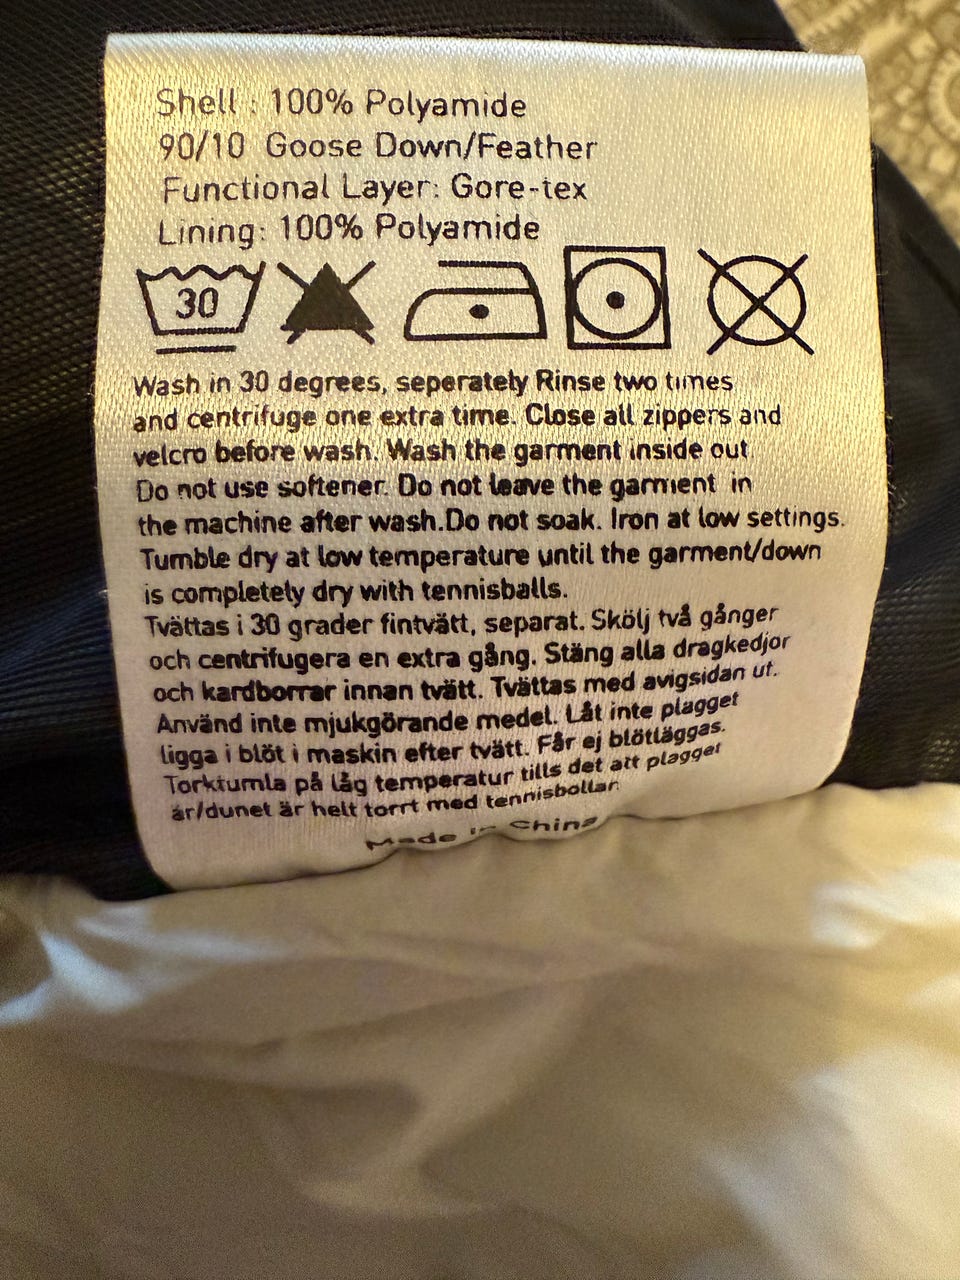 Shell : 100% Polyamide
90/10 Goose Down/Feather
Functional Layer: Gore-tex
Lining: 100% Polyamide
30
Wash in 30 degrees, seperately Rinse two times
and centrifuge one extra time. Close all zippers and
velcro before wash. Wash the garment inside out
Do not use softener. Do not leave the garment in
the machine after wash.Do not soak. Iron at low settings.
Tumble dry at low temperature until the garment/down
is completely dry with tennisballs.
Tvättas i 30 grader fintvätt, separat. Skölj två gånger
och centrifugera en extra gång. Stäng alla dragkedjor
och kardborrar innan tvätt. Tvättas med avigsidan ut.
Använd inte mjukgörande medel. Låt inte plagget
ligga i blöt i maskin efter tvätt. Får ej blötläggas.
Torktumla på låg temperatur tills det att plagget
är/dunet är helt torrt med tennisbollar
Made in China